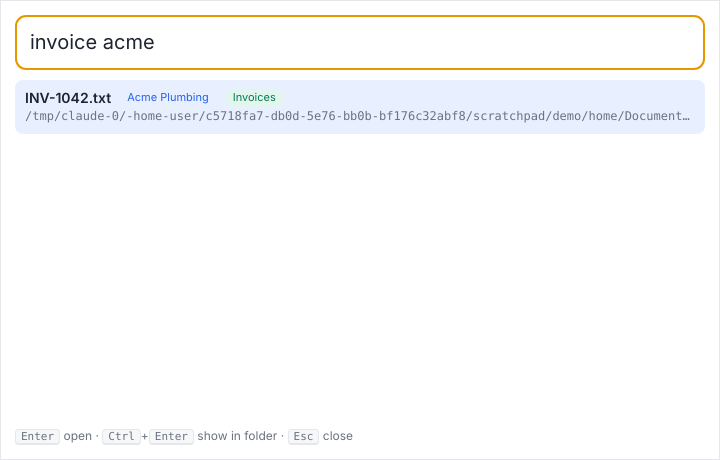 invoice acme
INV-1042.txt Acme Plumbing Invoices
/tmp/claude-0/-home-user/c5718fa7-db0d-5e76-bb0b-bf176c32abf8/scratchpad/demo/home/Document…
Enter open · Ctrl+Enter show in folder · Esc close